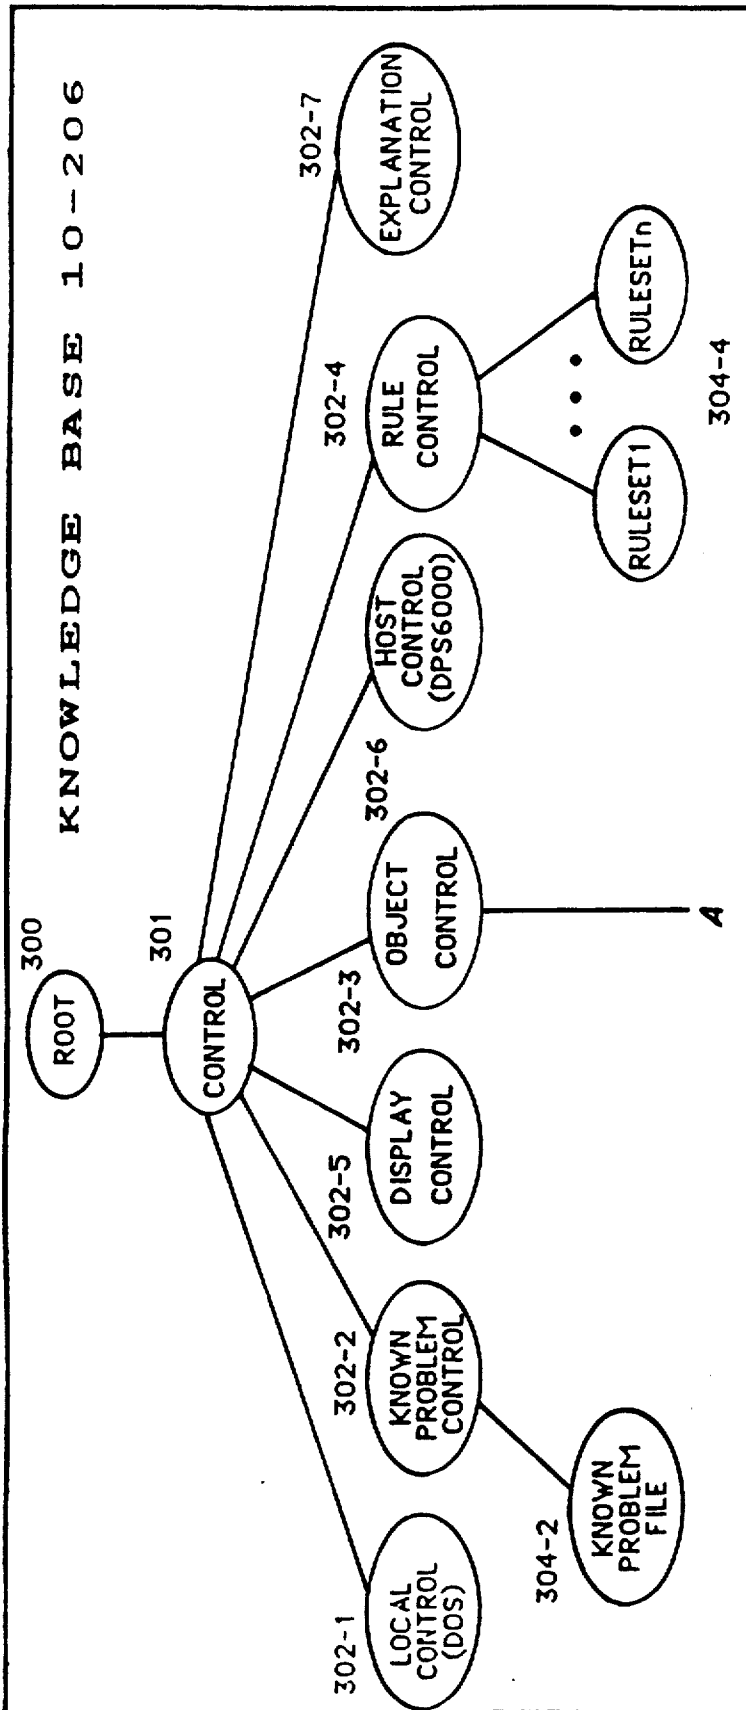 KNOWLEDGE BASE 10-206
300
ROOT
301
CONTROL
302-1
LOCAL
CONTROL
(DOS)
302-2
KNOWN
PROBLEM
CONTROL
302-5
DISPLAY
CONTROL
302-3
OBJECT
CONTROL
302-6
HOST
CONTROL
(DPS6000)
302-4
RULE
CONTROL
302-7
EXPLANATION
CONTROL
304-2
KNOWN
PROBLEM
FILE
A
RULESET1
RULESETn
304-4